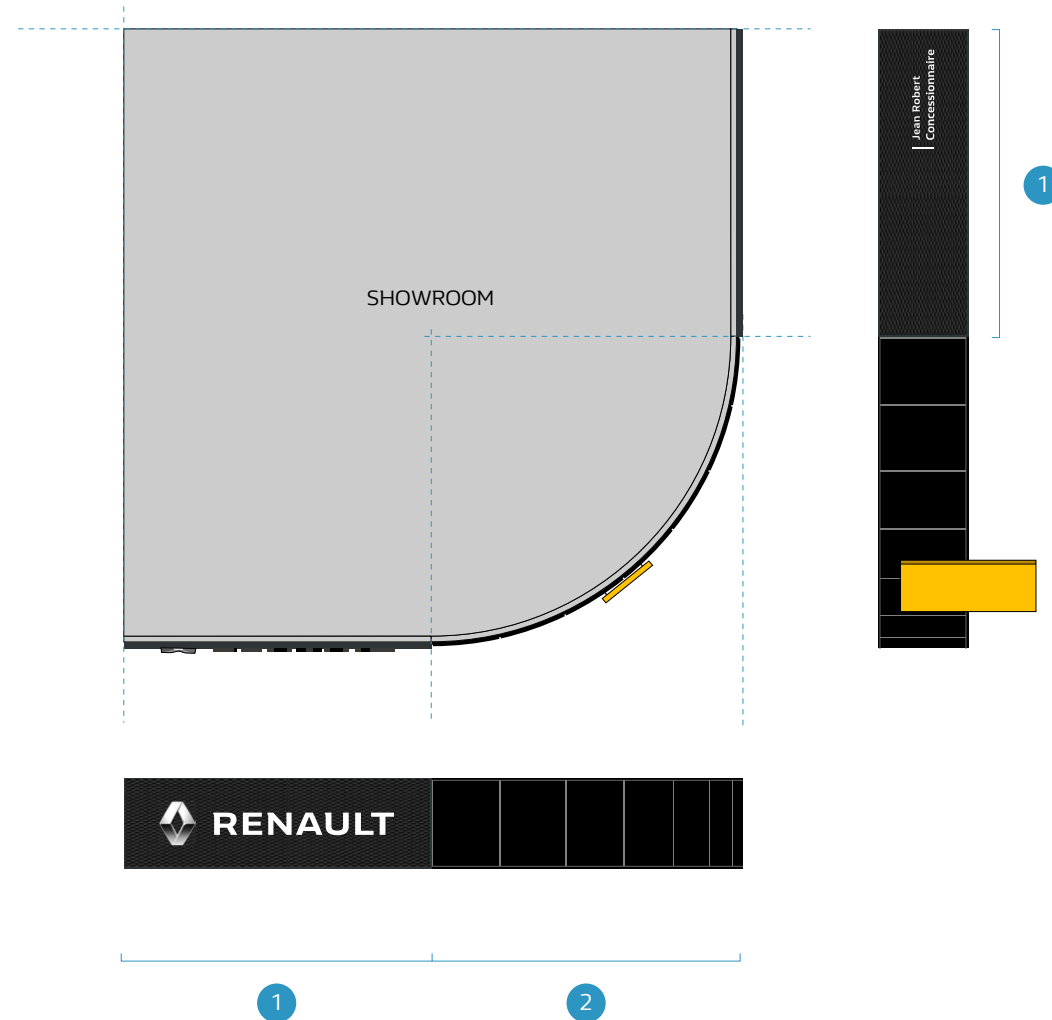 Jean Robert
Concessionnaire
1
SHOWROOM
RENAULT
1
2